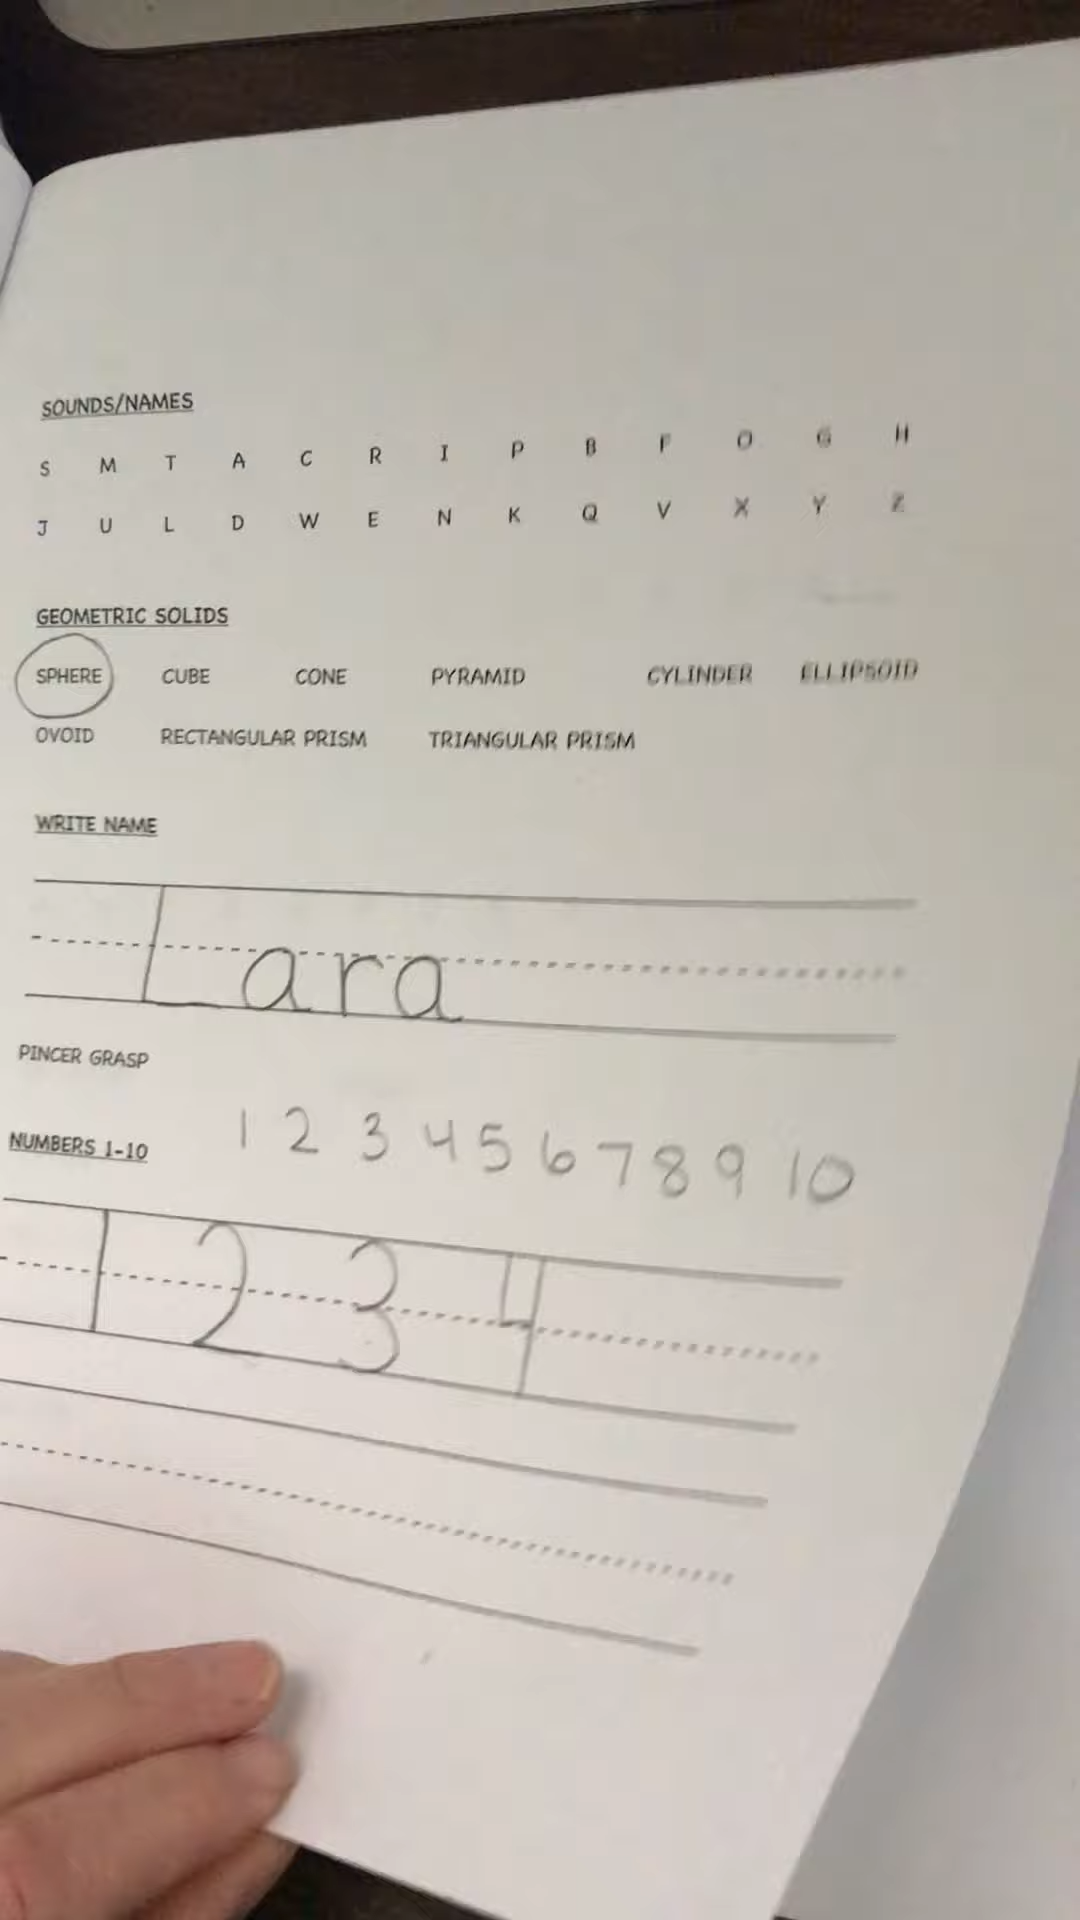 SOUNDS/NAMES
S M T A C R I P B F O G H
J U L D W E N K Q V X Y Z
GEOMETRIC SOLIDS
SPHERE CUBE CONE PYRAMID CYLINDER ELLIPSOID
OVOID RECTANGULAR PRISM TRIANGULAR PRISM
WRITE NAME
Lara
PINCER GRASP
NUMBERS 1-10 1 2 3 4 5 6 7 8 9 10
1 2 3 4